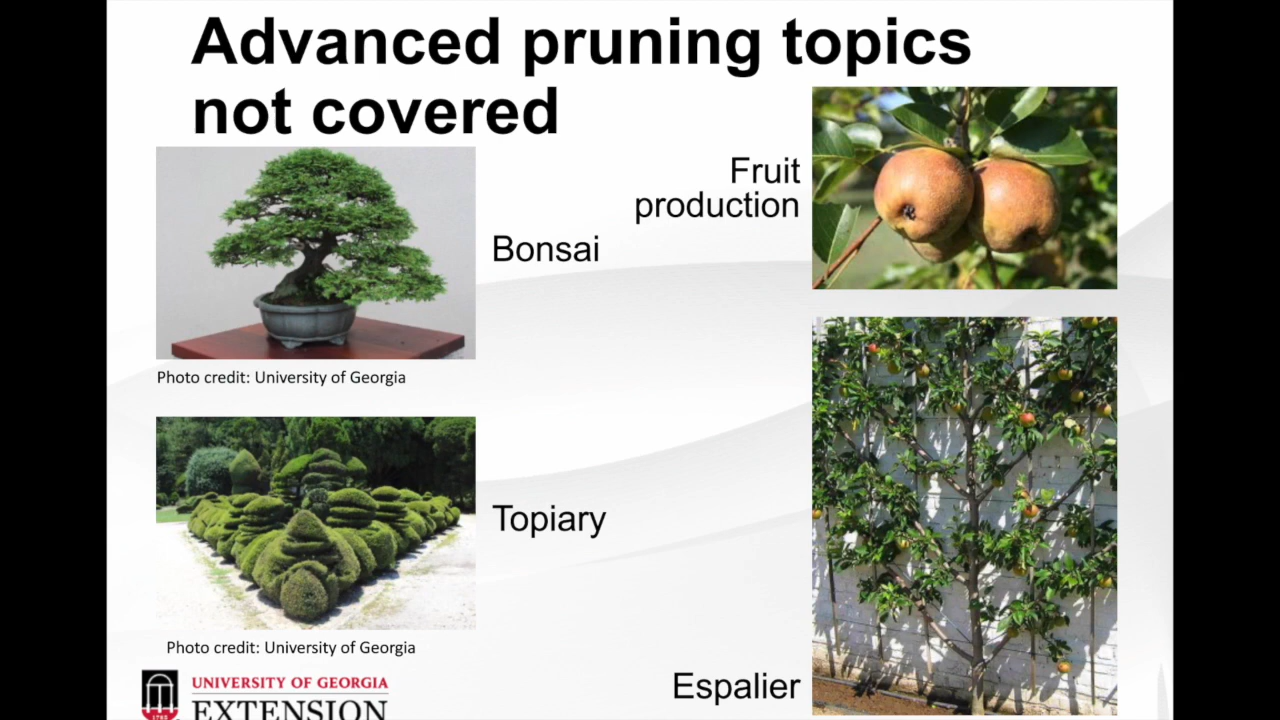 Advanced pruning topics
not covered
Fruit
production
Bonsai
Photo credit: University of Georgia
Topiary
Photo credit: University of Georgia
Espalier
1785
UNIVERSITY OF GEORGIA
EXTENSION